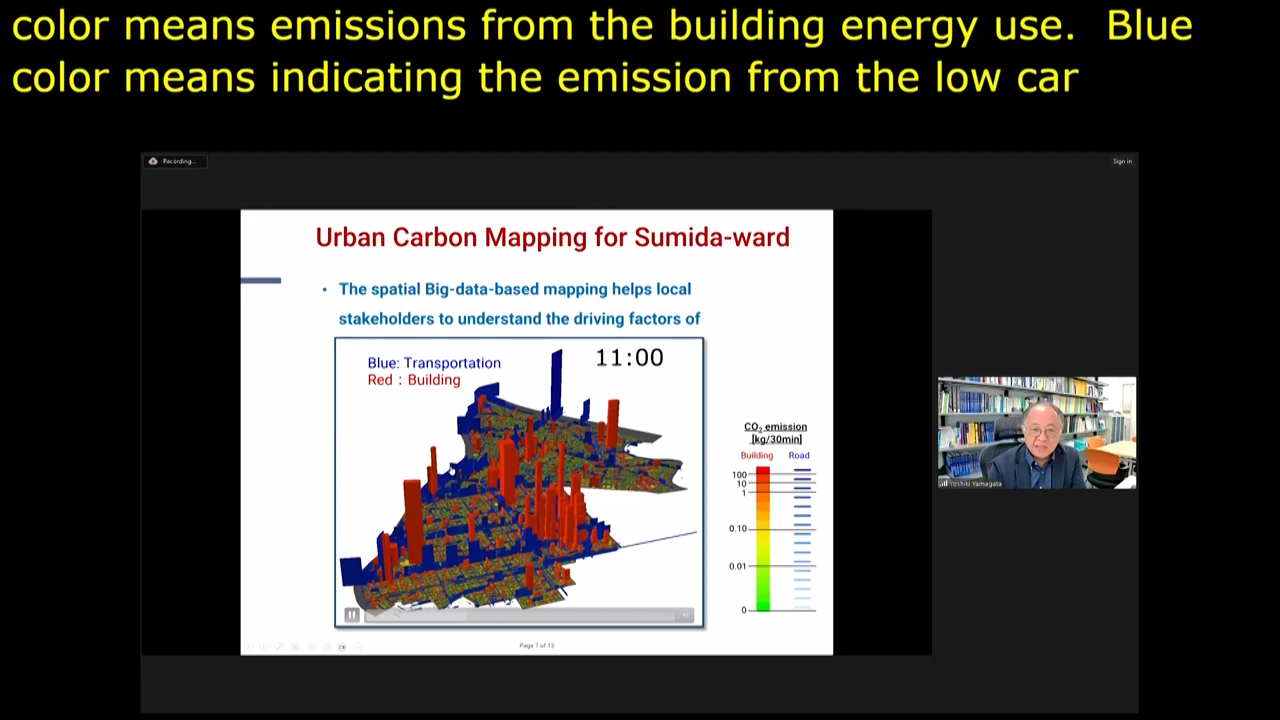 color means emissions from the building energy use.  Blue
color means indicating the emission from the low car
Recording...
Sign in
Urban Carbon Mapping for Sumida-ward
• The spatial Big-data-based mapping helps local
stakeholders to understand the driving factors of
Blue: Transportation
Red : Building
11:00
CO₂ emission
[kg/30min]
Building Road
100
10
1
0.10
0.01
0
Yoshiki Yamagata
Page 7 of 13